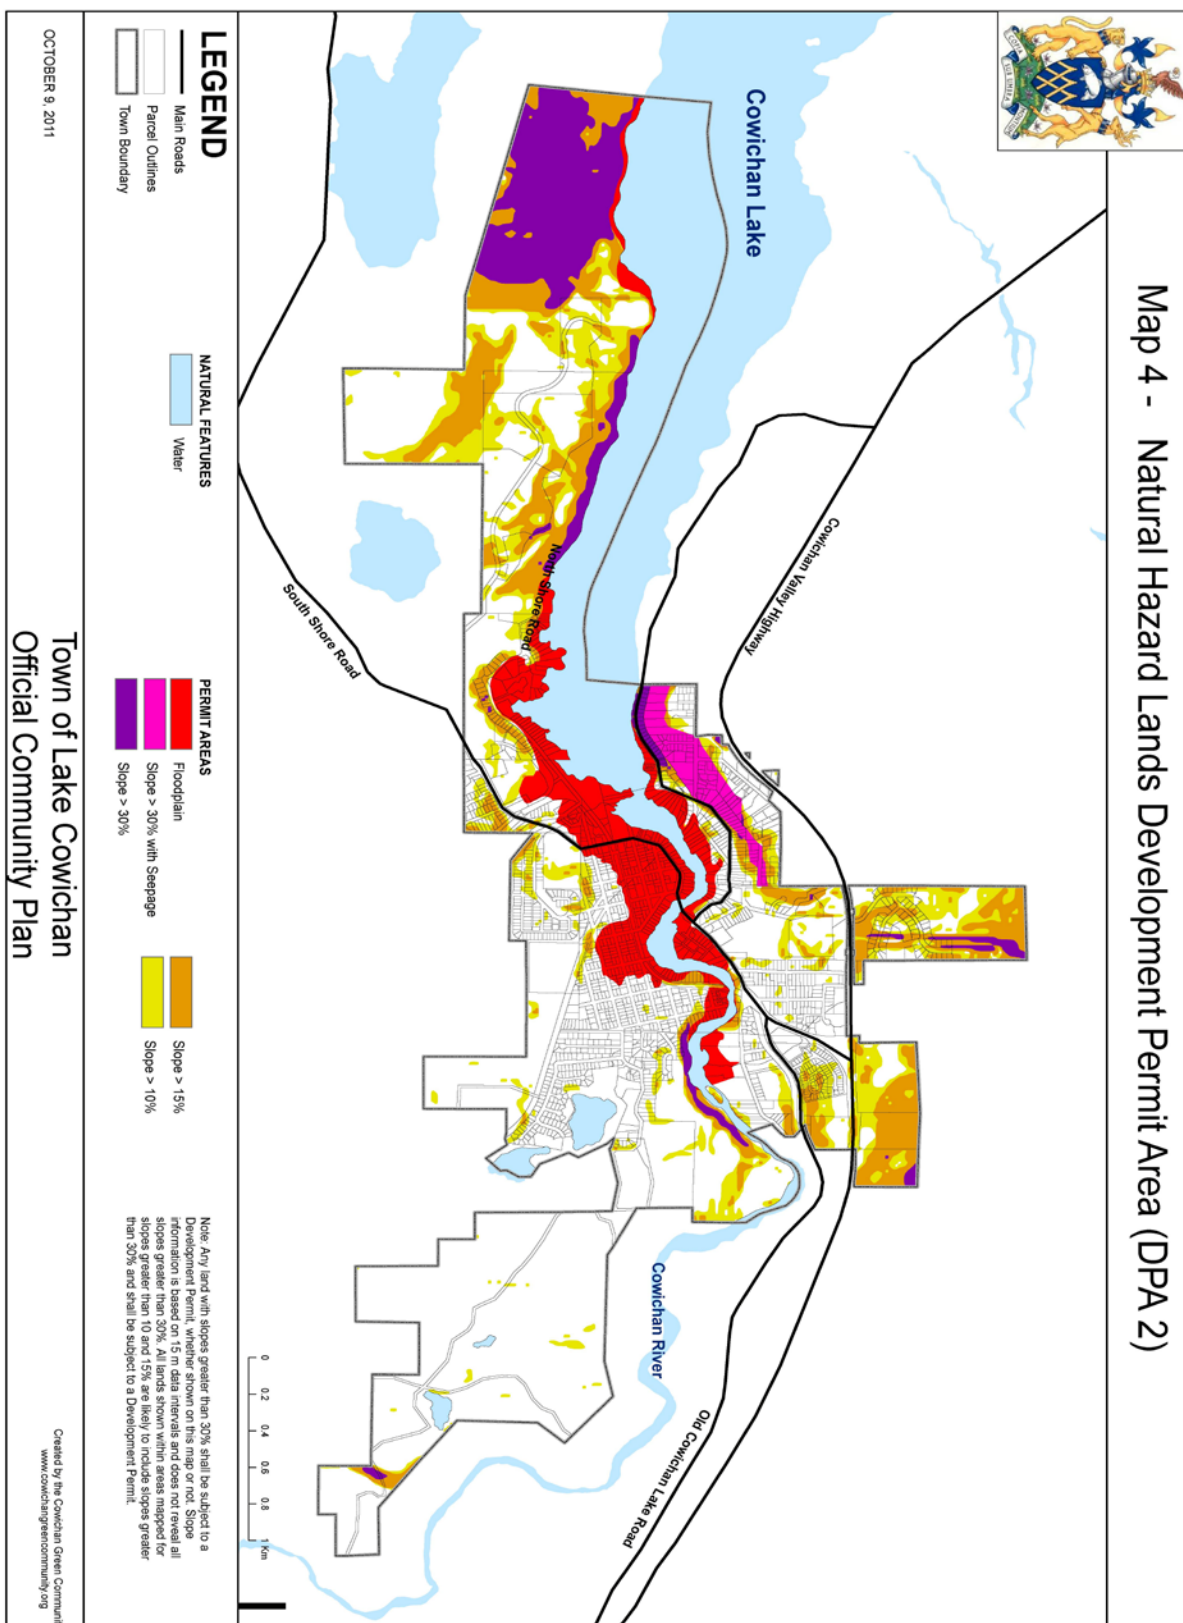 Map 4 - Natural Hazard Lands Development Permit Area (DPA 2)
Cowichan Lake
Cowichan Valley Highway
North Shore Road
South Shore Road
Cowichan River
Old Cowichan Lake Road
LEGEND
Main Roads
Parcel Outlines
Town Boundary
NATURAL FEATURES
Water
PERMIT AREAS
Floodplain
Slope > 30% with Seepage
Slope > 30%
Slope > 15%
Slope > 10%
Note: Any land with slopes greater than 30% shall be subject to a
Development Permit, whether shown on this map or not. Slope
information is based on 15 m data intervals and does not reveal all
slopes greater than 30%. All lands shown within areas mapped for
slopes greater than 10 and 15% are likely to include slopes greater
than 30% and shall be subject to a Development Permit.
0 0.2 0.4 0.6 0.8 1 Km
OCTOBER 9, 2011
Town of Lake Cowichan
Official Community Plan
Created by the Cowichan Green Communit
www.cowichangreencommunity.org